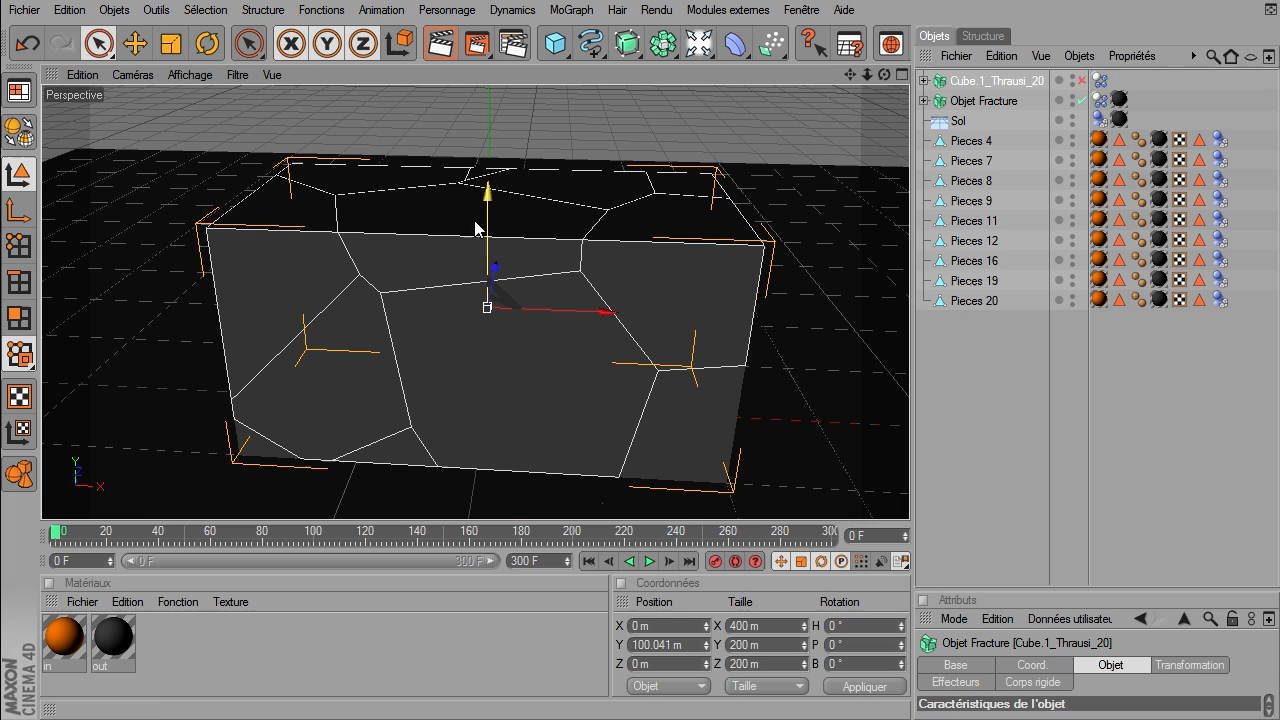 Fichier Edition Objets Outils Sélection Structure Fonctions Animation Personnage Dynamics MoGraph Hair Rendu Modules externes Fenêtre Aide
Objets Structure
Fichier Edition Vue Objets Propriétés
Edition Caméras Affichage Filtre Vue
Perspective
Cube.1_Thrausi_20
Objet Fracture
Sol
Pieces 4
Pieces 7
Pieces 8
Pieces 9
Pieces 11
Pieces 12
Pieces 16
Pieces 19
Pieces 20
Y
Z
X
0 20 40 60 80 100 120 140 160 180 200 220 240 260 280 30
0 F
0 F 0 F 300 F 300 F
Matériaux
Fichier Edition Fonction Texture
in out
Coordonnées
Position Taille Rotation
X 0 m X 400 m H 0 °
Y 100.041 m Y 200 m P 0 °
Z 0 m Z 200 m B 0 °
Objet Taille Appliquer
Attributs
Mode Edition Données utilisateu
Objet Fracture [Cube.1_Thrausi_20]
Base Coord. Objet Transformation
Effecteurs Corps rigide
Caractéristiques de l'objet
MAXON
CINEMA 4D